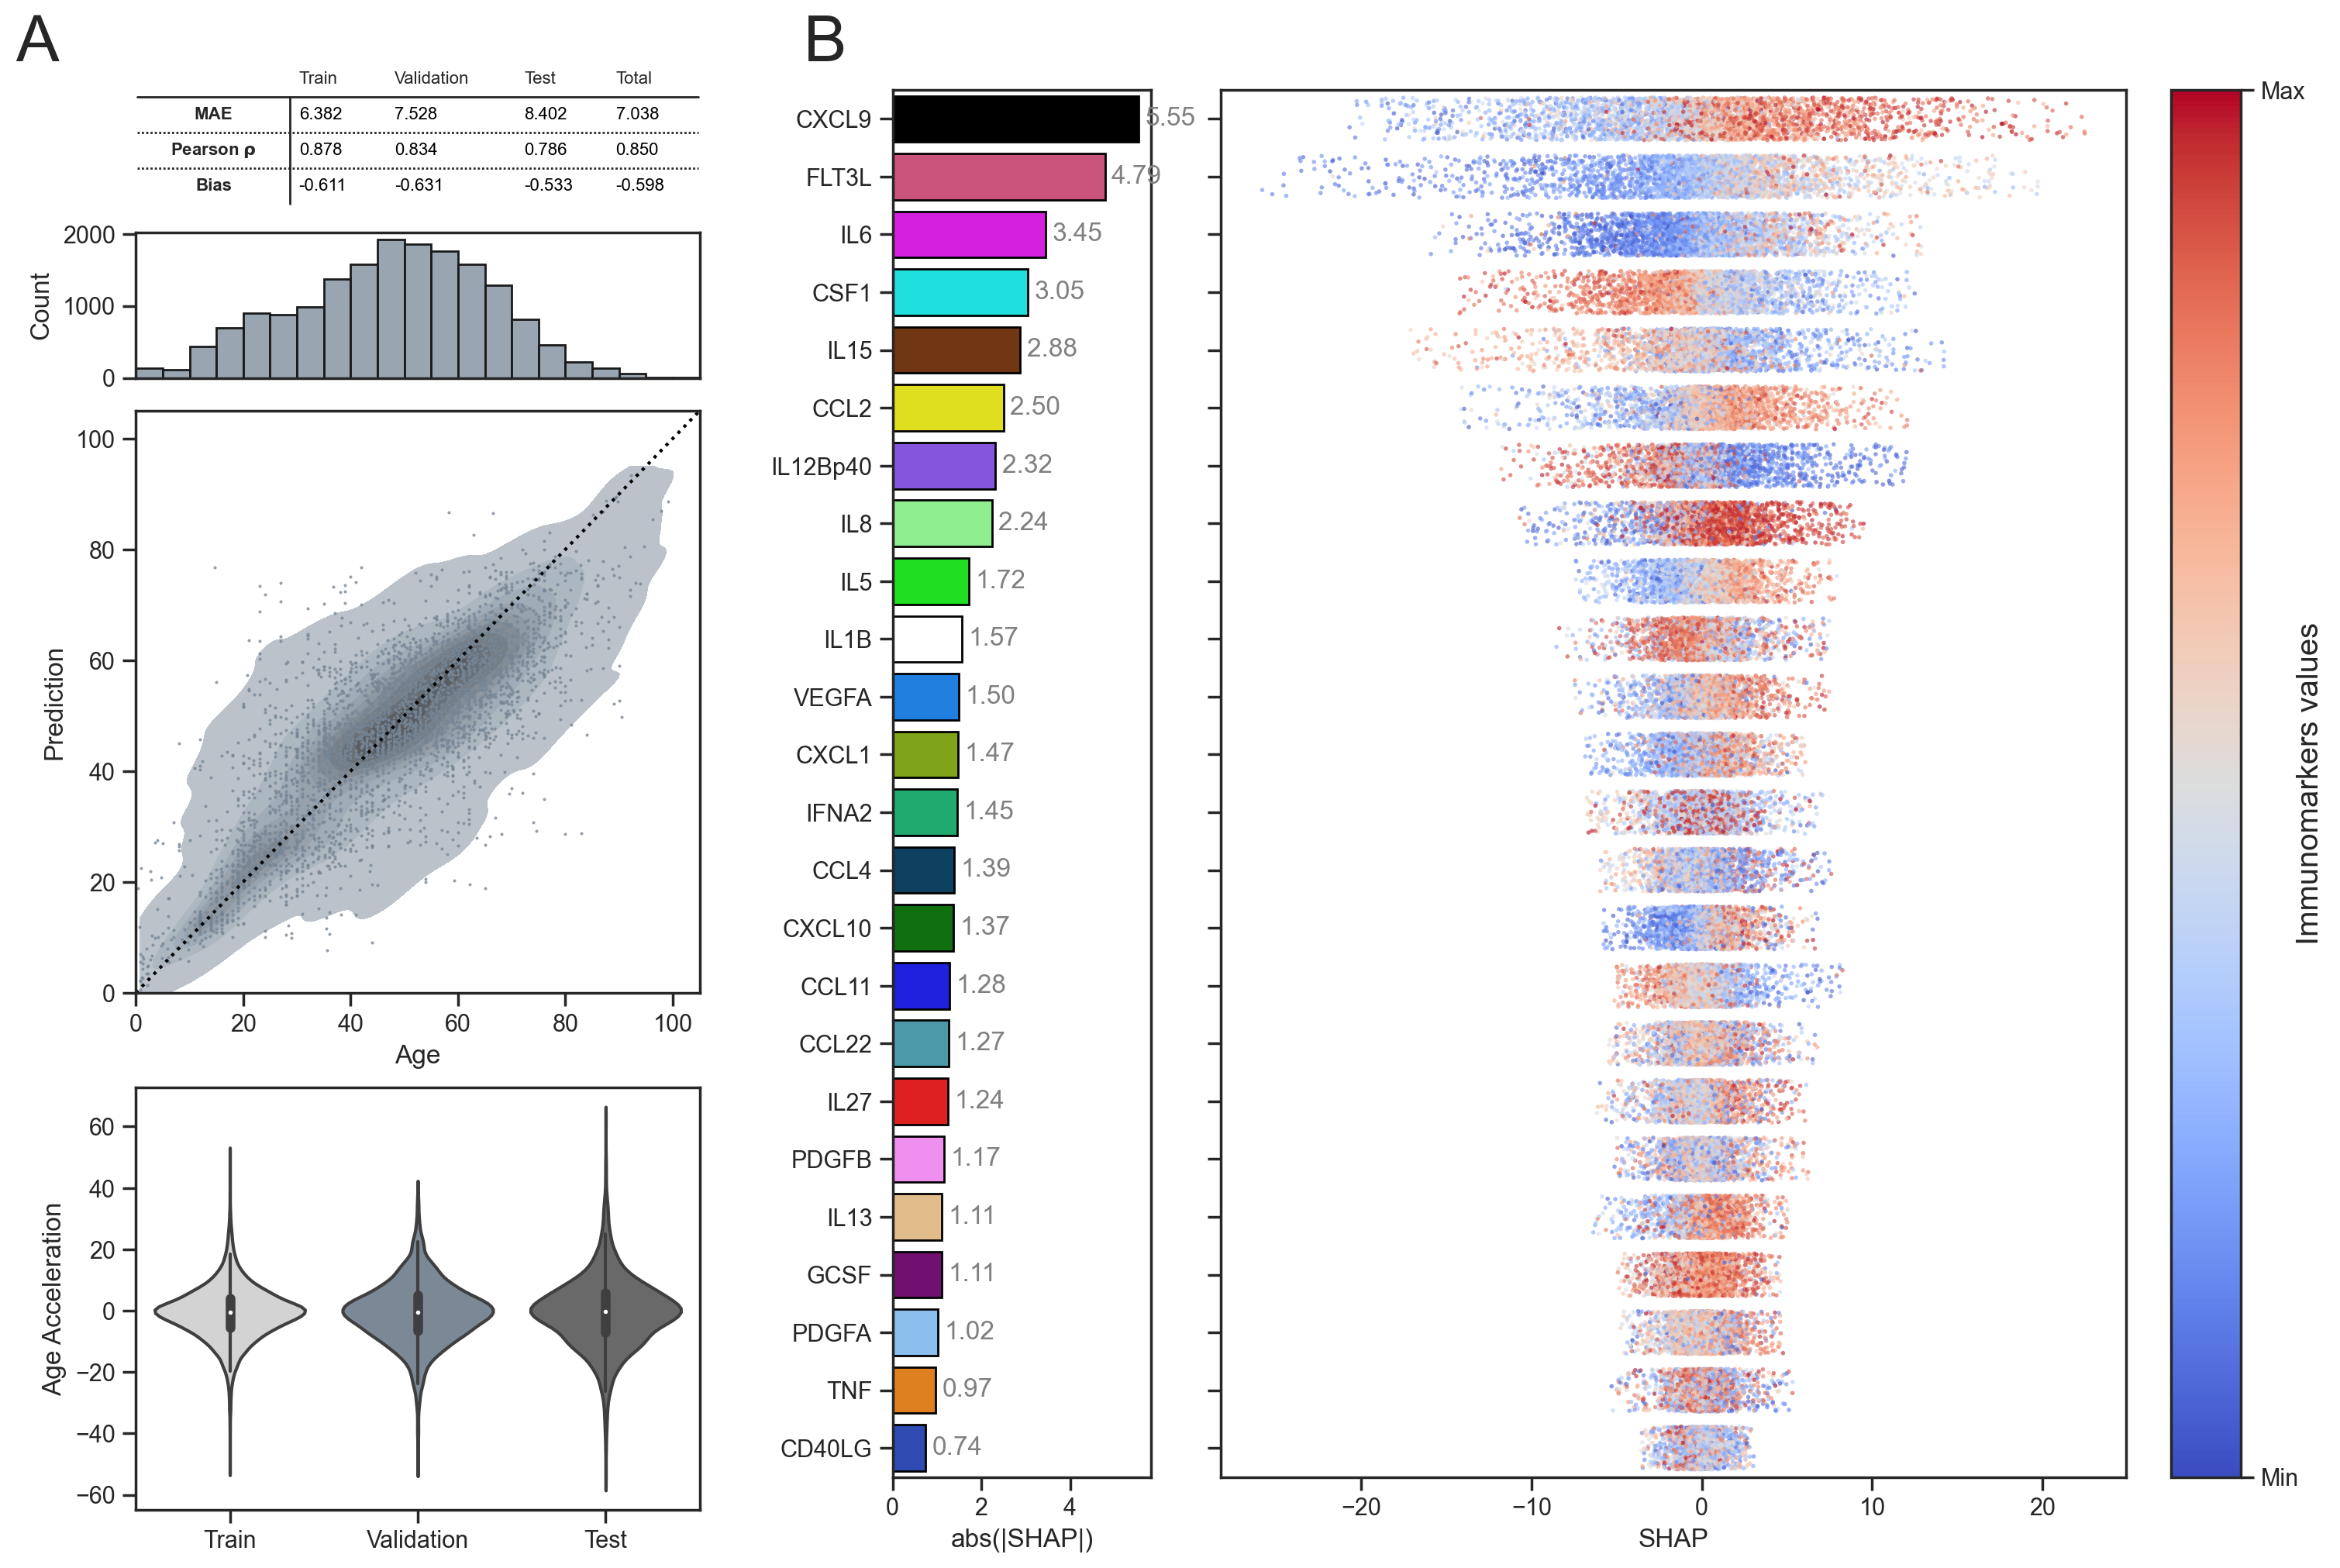 A
Train Validation Test Total
MAE 6.382 7.528 8.402 7.038
Pearson ρ 0.878 0.834 0.786 0.850
Bias -0.611 -0.631 -0.533 -0.598
2000
1000
0
Count
100
80
60
40
20
0
Prediction
0 20 40 60 80 100
Age
60
40
20
0
−20
−40
−60
Age Acceleration
Train Validation Test
B
CXCL9 5.55
FLT3L 4.79
IL6 3.45
CSF1 3.05
IL15 2.88
CCL2 2.50
IL12Bp40 2.32
IL8 2.24
IL5 1.72
IL1B 1.57
VEGFA 1.50
CXCL1 1.47
IFNA2 1.45
CCL4 1.39
CXCL10 1.37
CCL11 1.28
CCL22 1.27
IL27 1.24
PDGFB 1.17
IL13 1.11
GCSF 1.11
PDGFA 1.02
TNF 0.97
CD40LG 0.74
0 2 4
abs(|SHAP|)
−20 −10 0 10 20
SHAP
Max
Immunomarkers values
Min